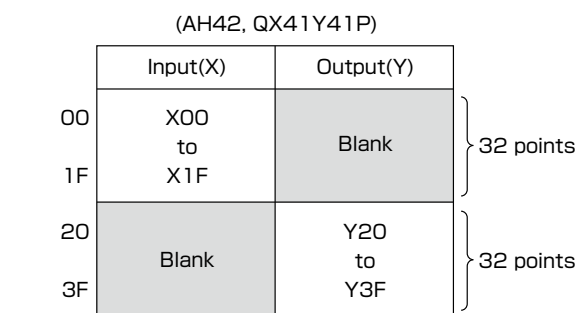 (AH42, QX41Y41P)
Input(X) Output(Y)
00 X00
to Blank 32 points
1F X1F
20 Y20
Blank to 32 points
3F Y3F